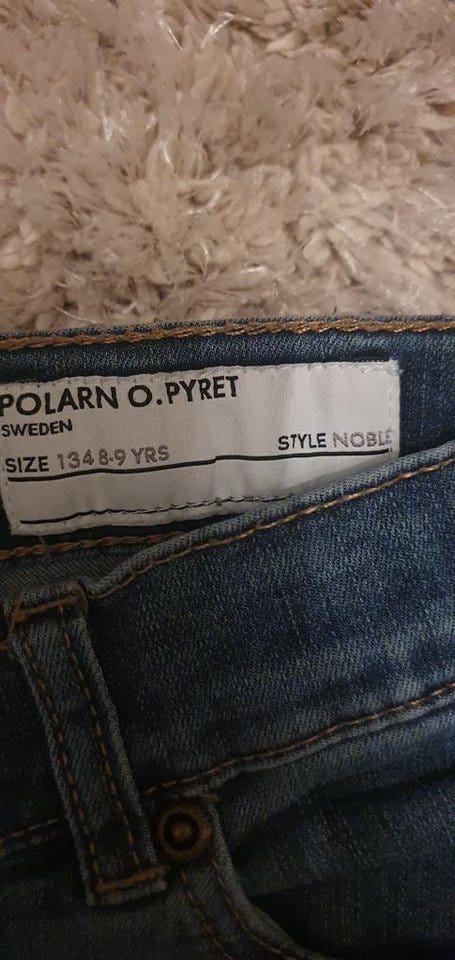 POLARN O.PYRET
SWEDEN
SIZE 134 8-9 YRS STYLE NOBLE